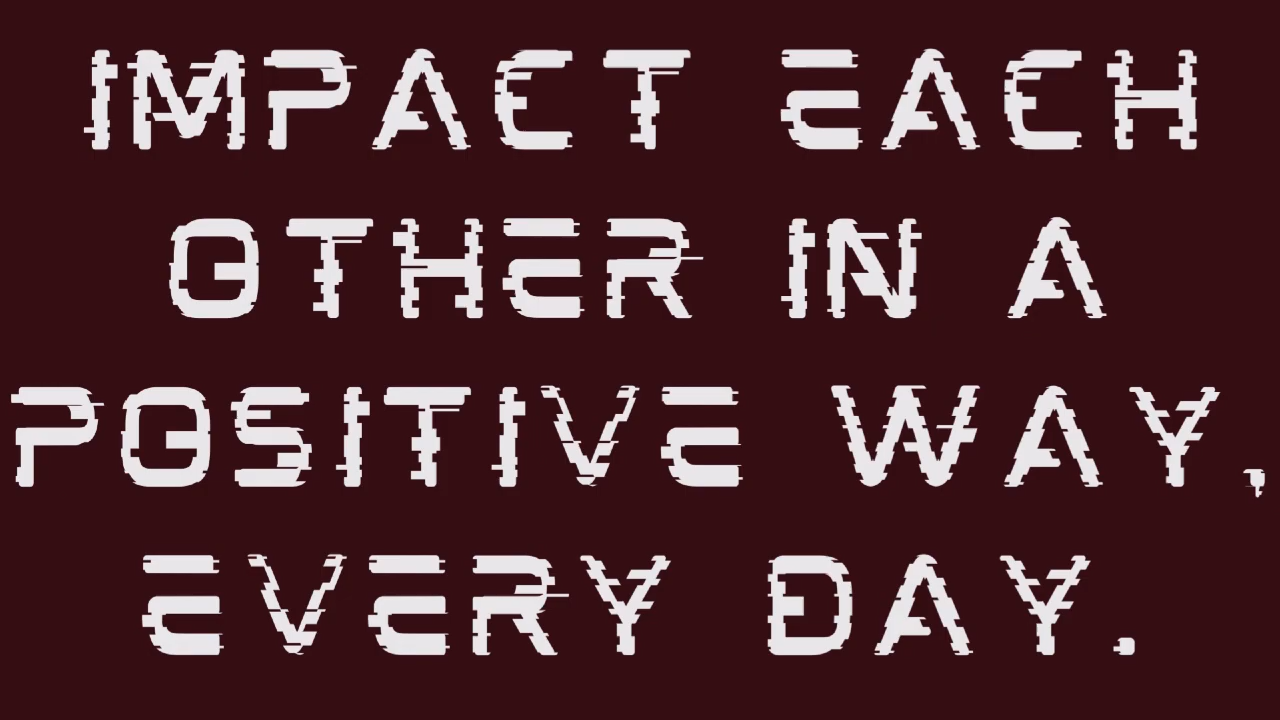 IMPACT EACH
OTHER IN A
POSITIVE WAY,
EVERY DAY.